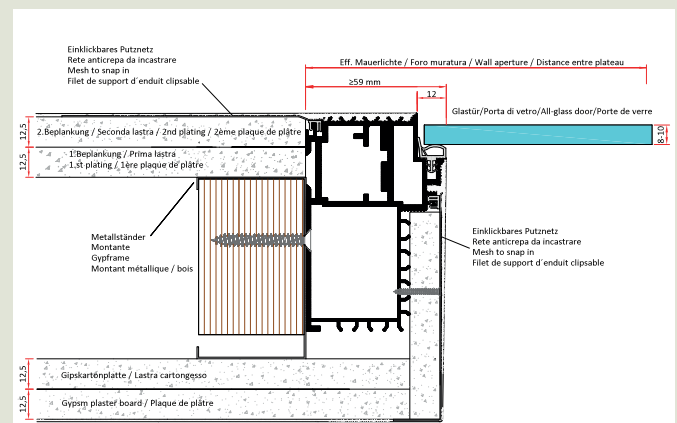 Einklickbares Putznetz
Rete anticrepa da incastrare
Mesh to snap in
Filet de support d´enduit clipsable
Eff. Mauerlichte / Foro muratura / Wall aperture / Distance entre plateau
≥59 mm
12
Glastür/Porta di vetro/All-glass door/Porte de verre
8-10
12,5
2.Beplankung / Seconda lastra / 2nd plating / 2ème plaque de plâtre
12,5
1.Beplankung / Prima lastra
1.st plating / 1ère plaque de plâtre
Metallständer
Montante
Gypframe
Montant métallique / bois
Einklickbares Putznetz
Rete anticrepa da incastrare
Mesh to snap in
Filet de support d´enduit clipsable
12,5
Gipskartonplatte / Lastra cartongesso
12,5
Gypsm plaster board / Plaque de plâtre